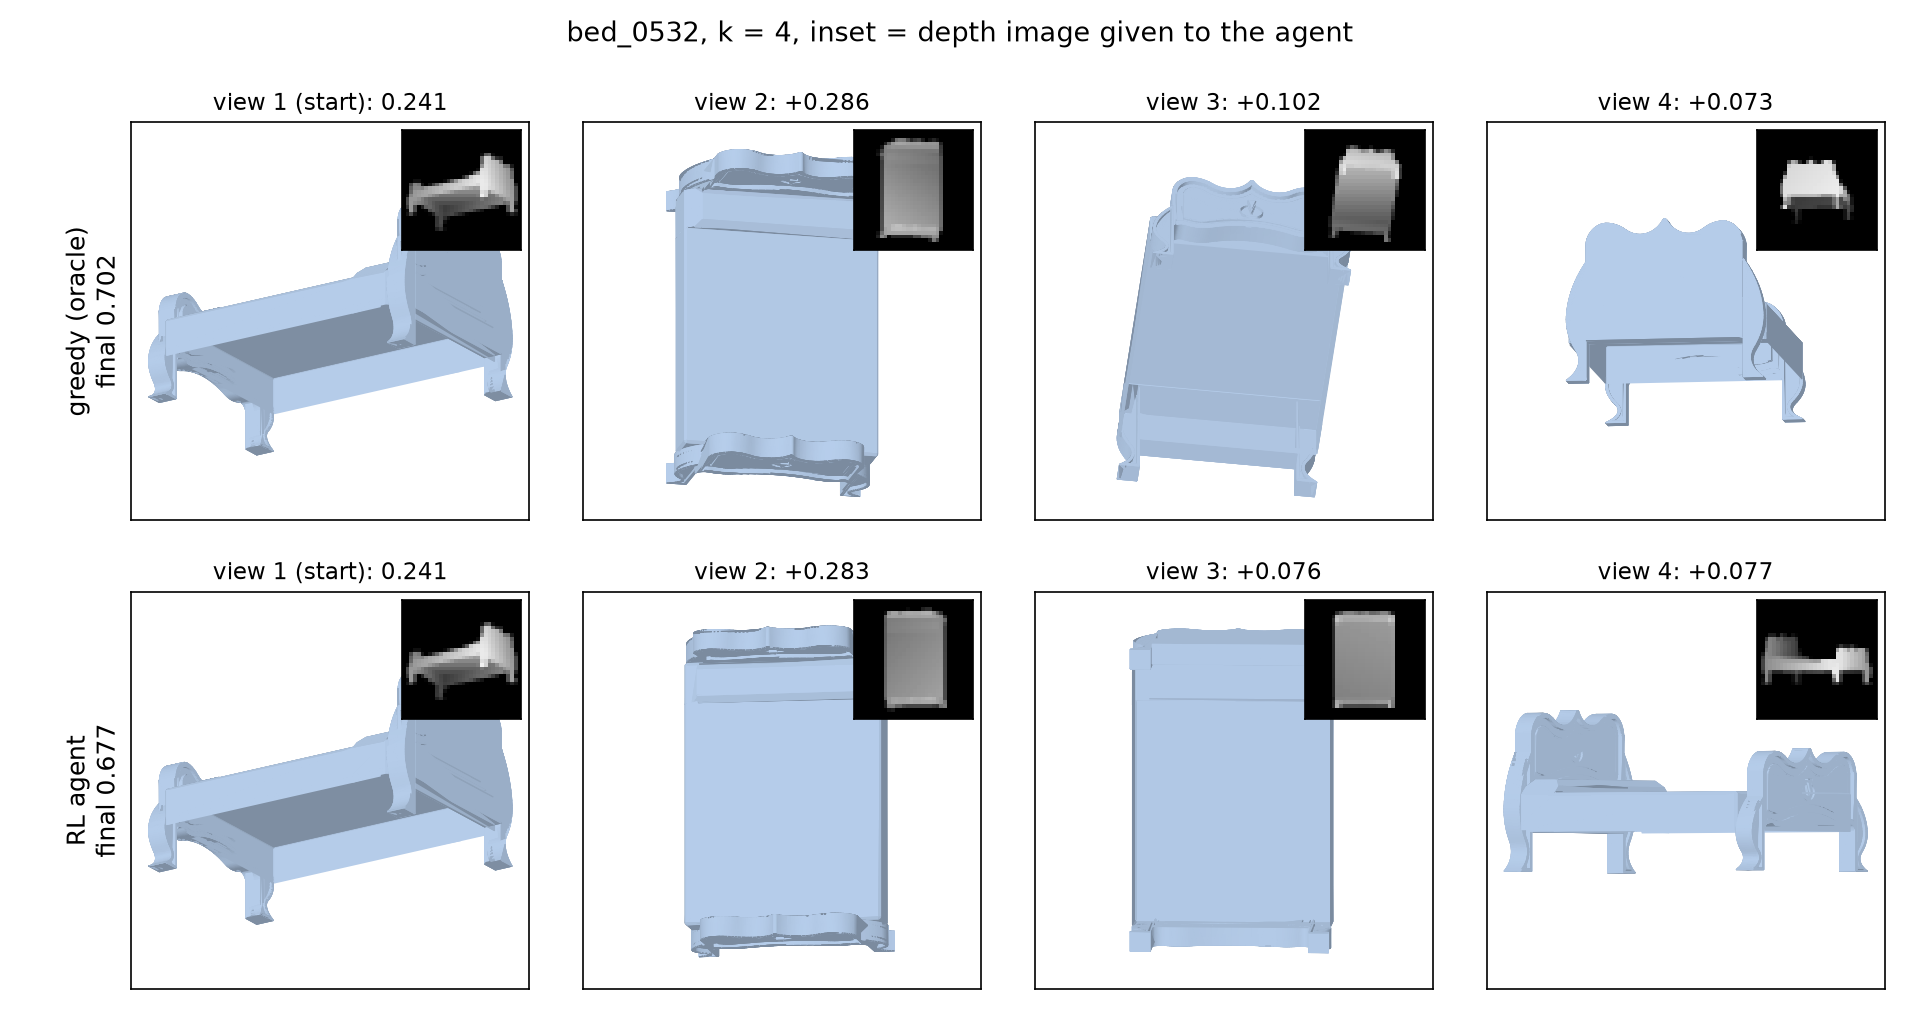 bed_0532, k = 4, inset = depth image given to the agent
greedy (oracle)
final 0.702
view 1 (start): 0.241
view 2: +0.286
view 3: +0.102
view 4: +0.073
RL agent
final 0.677
view 1 (start): 0.241
view 2: +0.283
view 3: +0.076
view 4: +0.077